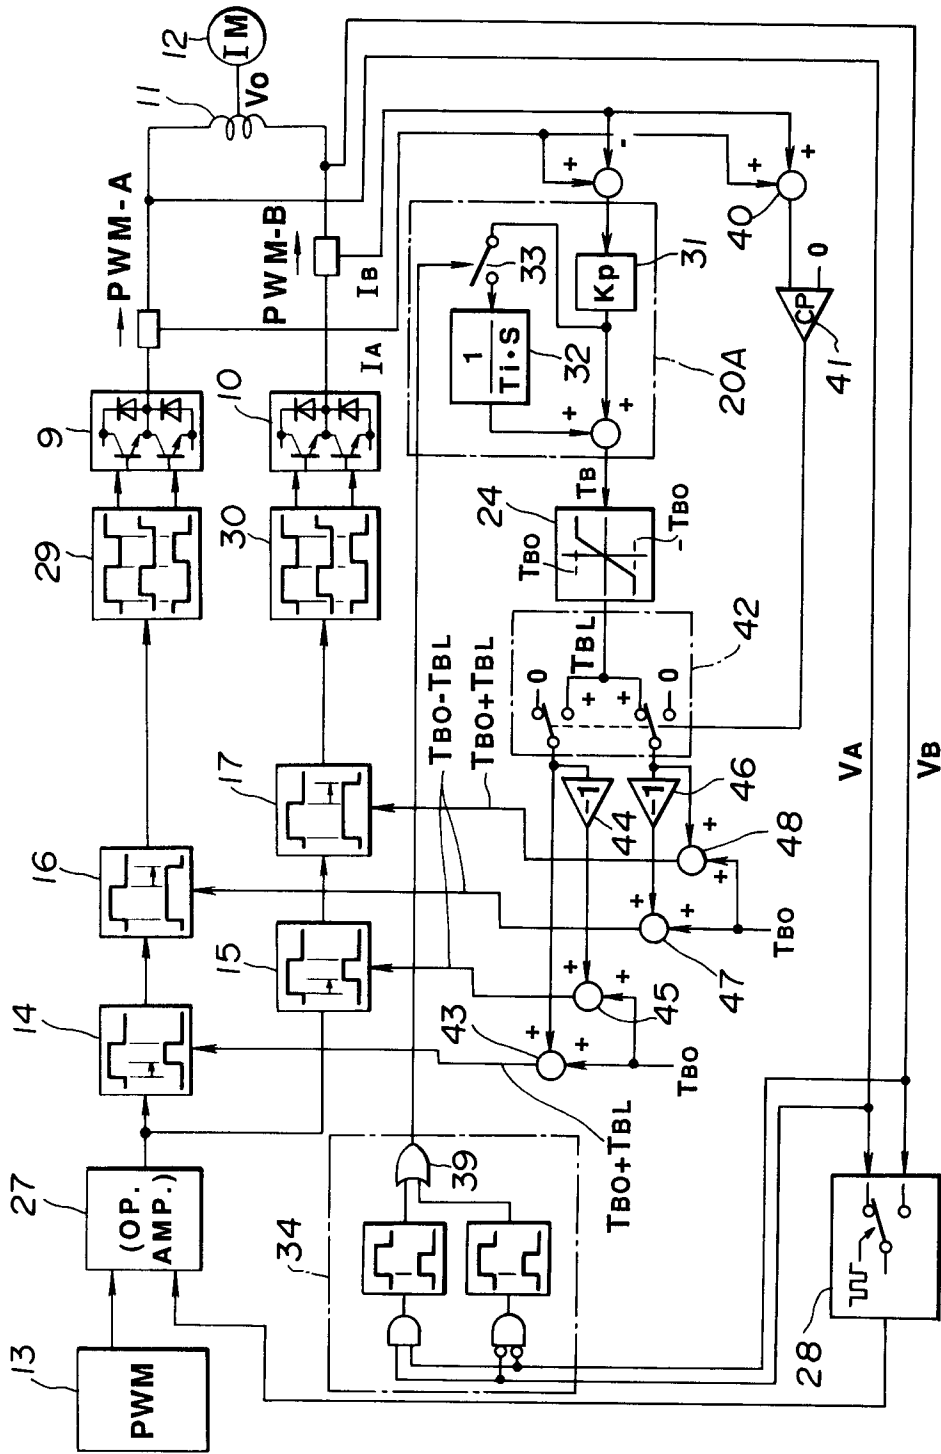 13
PWM
27
(OP.
AMP.)
14
16
29
9
PWM-A
11
12
IM
Vo
15
17
30
10
PWM-B
IA
IB
34
39
TBO+TBL
TBO-TBL
TBO+TBL
33
1
Ti·S
32
Kp
31
+
-
+
+
20A
43
+
+
TBO
45
+
+
44
-1
0
TBL
+
+
0
42
TBO
24
TB
-TBO
46
-1
47
+
+
48
+
+
TBO
40
+
+
CP
0
41
28
VA
VB